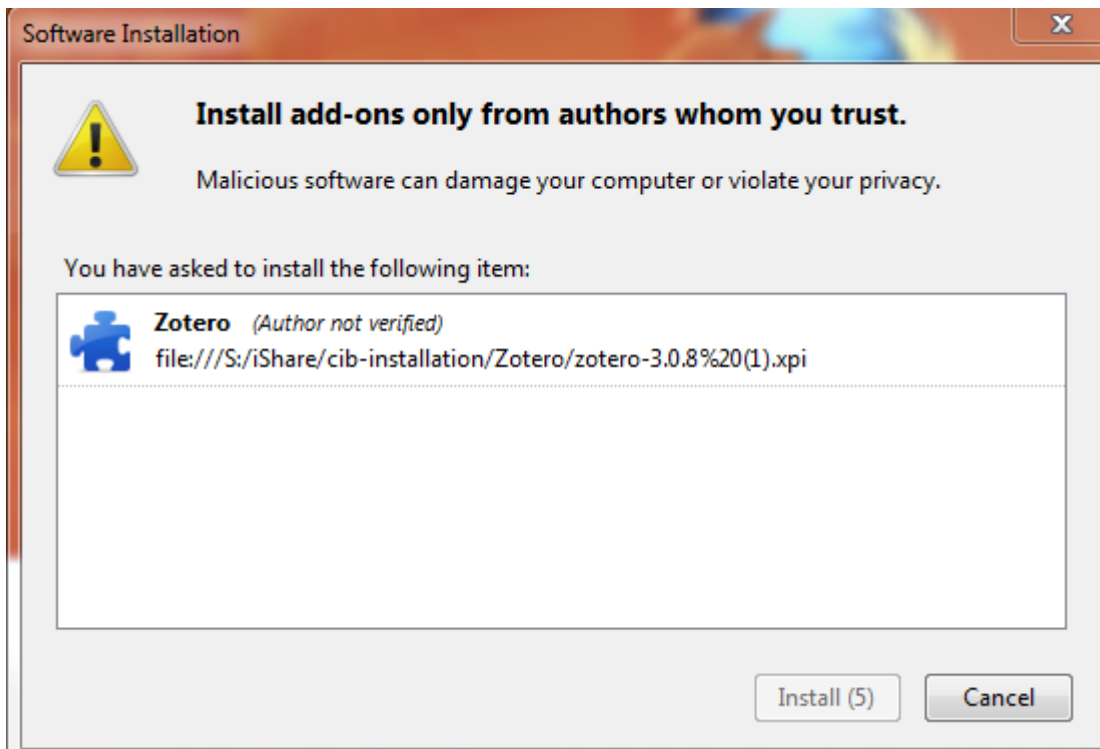 Software Installation
Install add-ons only from authors whom you trust.
Malicious software can damage your computer or violate your privacy.
You have asked to install the following item:
Zotero (Author not verified)
file:///S:/iShare/cib-installation/Zotero/zotero-3.0.8%20(1).xpi
Install (5) Cancel